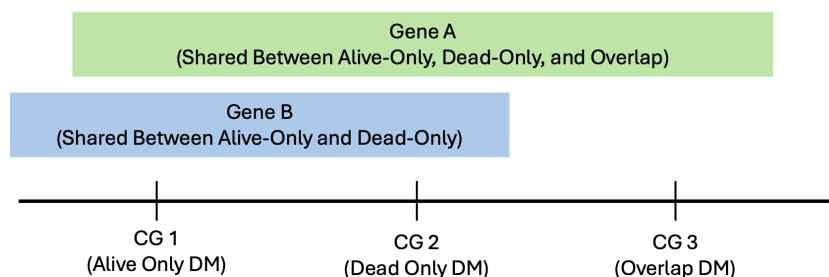 Gene A
(Shared Between Alive-Only, Dead-Only, and Overlap)
Gene B
(Shared Between Alive-Only and Dead-Only)
CG 1
(Alive Only DM)
CG 2
(Dead Only DM)
CG 3
(Overlap DM)